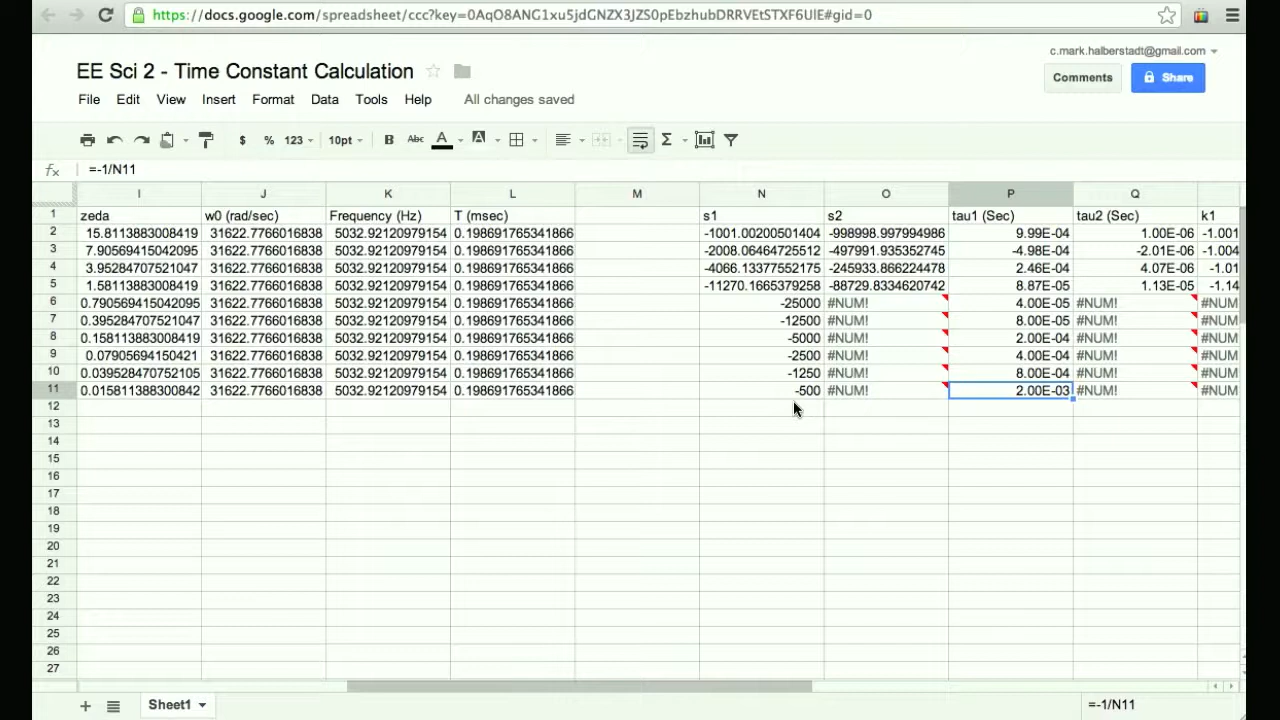 https://docs.google.com/spreadsheet/ccc?key=0AqO8ANG1xu5jdGNZX3JZS0pEbzhubDRRVEtSTXF6UlE#gid=0
c.mark.halberstadt@gmail.com
EE Sci 2 - Time Constant Calculation
Comments Share
File Edit View Insert Format Data Tools Help All changes saved
$ % 123 10pt B Abc A A Σ
fx =-1/N11
I J K L M N O P Q
1 zeda w0 (rad/sec) Frequency (Hz) T (msec) s1 s2 tau1 (Sec) tau2 (Sec) k1
2 15.8113883008419 31622.7766016838 5032.92120979154 0.198691765341866 -1001.00200501404 -998998.997994986 9.99E-04 1.00E-06 -1.001
3 7.90569415042095 31622.7766016838 5032.92120979154 0.198691765341866 -2008.06464725512 -497991.935352745 -4.98E-04 -2.01E-06 -1.004
4 3.95284707521047 31622.7766016838 5032.92120979154 0.198691765341866 -4066.13377552175 -245933.866224478 2.46E-04 4.07E-06 -1.01
5 1.58113883008419 31622.7766016838 5032.92120979154 0.198691765341866 -11270.1665379258 -88729.8334620742 8.87E-05 1.13E-05 -1.14
6 0.790569415042095 31622.7766016838 5032.92120979154 0.198691765341866 -25000 #NUM! 4.00E-05 #NUM! #NUM
7 0.395284707521047 31622.7766016838 5032.92120979154 0.198691765341866 -12500 #NUM! 8.00E-05 #NUM! #NUM
8 0.158113883008419 31622.7766016838 5032.92120979154 0.198691765341866 -5000 #NUM! 2.00E-04 #NUM! #NUM
9 0.07905694150421 31622.7766016838 5032.92120979154 0.198691765341866 -2500 #NUM! 4.00E-04 #NUM! #NUM
10 0.039528470752105 31622.7766016838 5032.92120979154 0.198691765341866 -1250 #NUM! 8.00E-04 #NUM! #NUM
11 0.015811388300842 31622.7766016838 5032.92120979154 0.198691765341866 -500 #NUM! 2.00E-03 #NUM! #NUM
12
13
14
15
16
17
18
19
20
21
22
23
24
25
26
27
Sheet1 =-1/N11